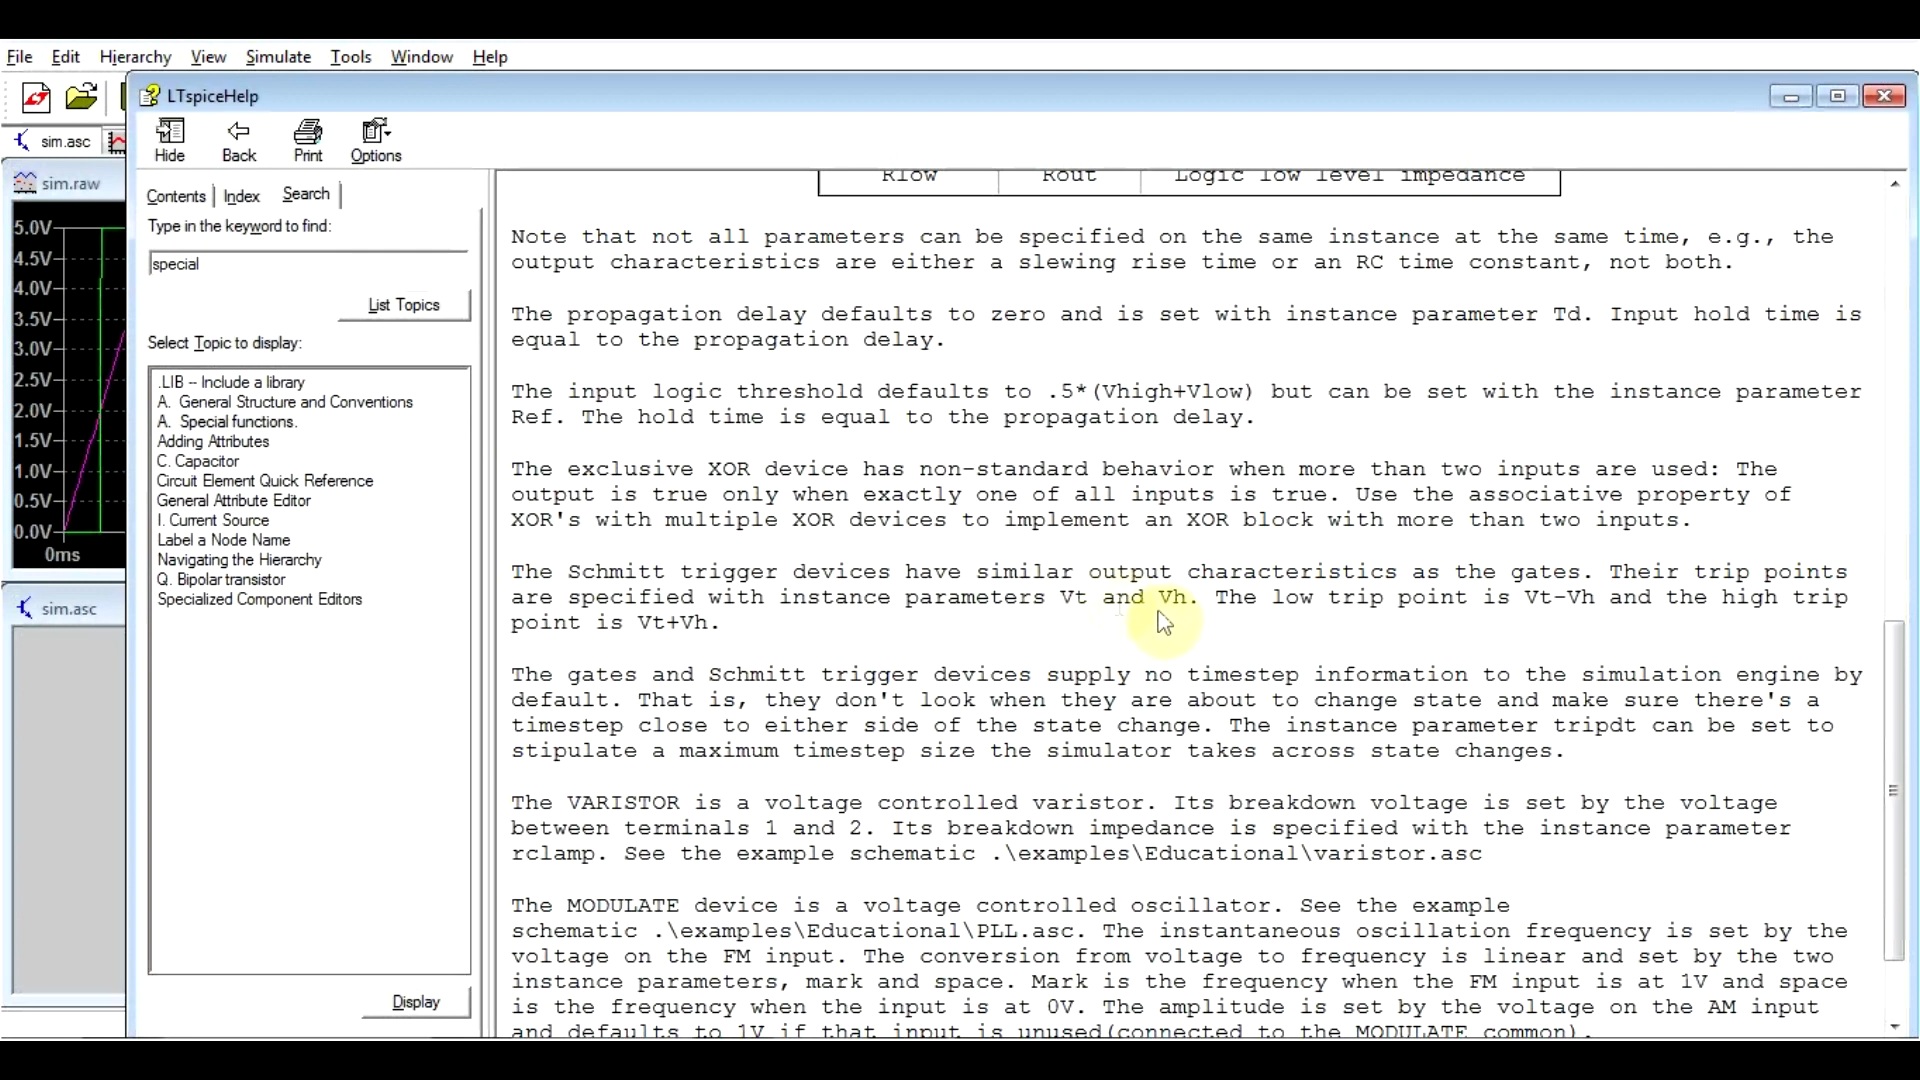 File Edit Hierarchy View Simulate Tools Window Help
LTspiceHelp
Hide Back Print Options
sim.asc
sim.raw
5.0V
4.5V
4.0V
3.5V
3.0V
2.5V
2.0V
1.5V
1.0V
0.5V
0.0V
0ms
sim.asc
Contents Index Search
Type in the keyword to find:
special
List Topics
Select Topic to display:
.LIB -- Include a library
A. General Structure and Conventions
A. Special functions.
Adding Attributes
C. Capacitor
Circuit Element Quick Reference
General Attribute Editor
I. Current Source
Label a Node Name
Navigating the Hierarchy
Q. Bipolar transistor
Specialized Component Editors
Display
Rlow Rout Logic low level impedance
Note that not all parameters can be specified on the same instance at the same time, e.g., the
output characteristics are either a slewing rise time or an RC time constant, not both.
The propagation delay defaults to zero and is set with instance parameter Td. Input hold time is
equal to the propagation delay.
The input logic threshold defaults to .5*(Vhigh+Vlow) but can be set with the instance parameter
Ref. The hold time is equal to the propagation delay.
The exclusive XOR device has non-standard behavior when more than two inputs are used: The
output is true only when exactly one of all inputs is true. Use the associative property of
XOR's with multiple XOR devices to implement an XOR block with more than two inputs.
The Schmitt trigger devices have similar output characteristics as the gates. Their trip points
are specified with instance parameters Vt and Vh. The low trip point is Vt-Vh and the high trip
point is Vt+Vh.
The gates and Schmitt trigger devices supply no timestep information to the simulation engine by
default. That is, they don't look when they are about to change state and make sure there's a
timestep close to either side of the state change. The instance parameter tripdt can be set to
stipulate a maximum timestep size the simulator takes across state changes.
The VARISTOR is a voltage controlled varistor. Its breakdown voltage is set by the voltage
between terminals 1 and 2. Its breakdown impedance is specified with the instance parameter
rclamp. See the example schematic .\examples\Educational\varistor.asc
The MODULATE device is a voltage controlled oscillator. See the example
schematic .\examples\Educational\PLL.asc. The instantaneous oscillation frequency is set by the
voltage on the FM input. The conversion from voltage to frequency is linear and set by the two
instance parameters, mark and space. Mark is the frequency when the FM input is at 1V and space
is the frequency when the input is at 0V. The amplitude is set by the voltage on the AM input
and defaults to 1V if that input is unused(connected to the MODULATE common).